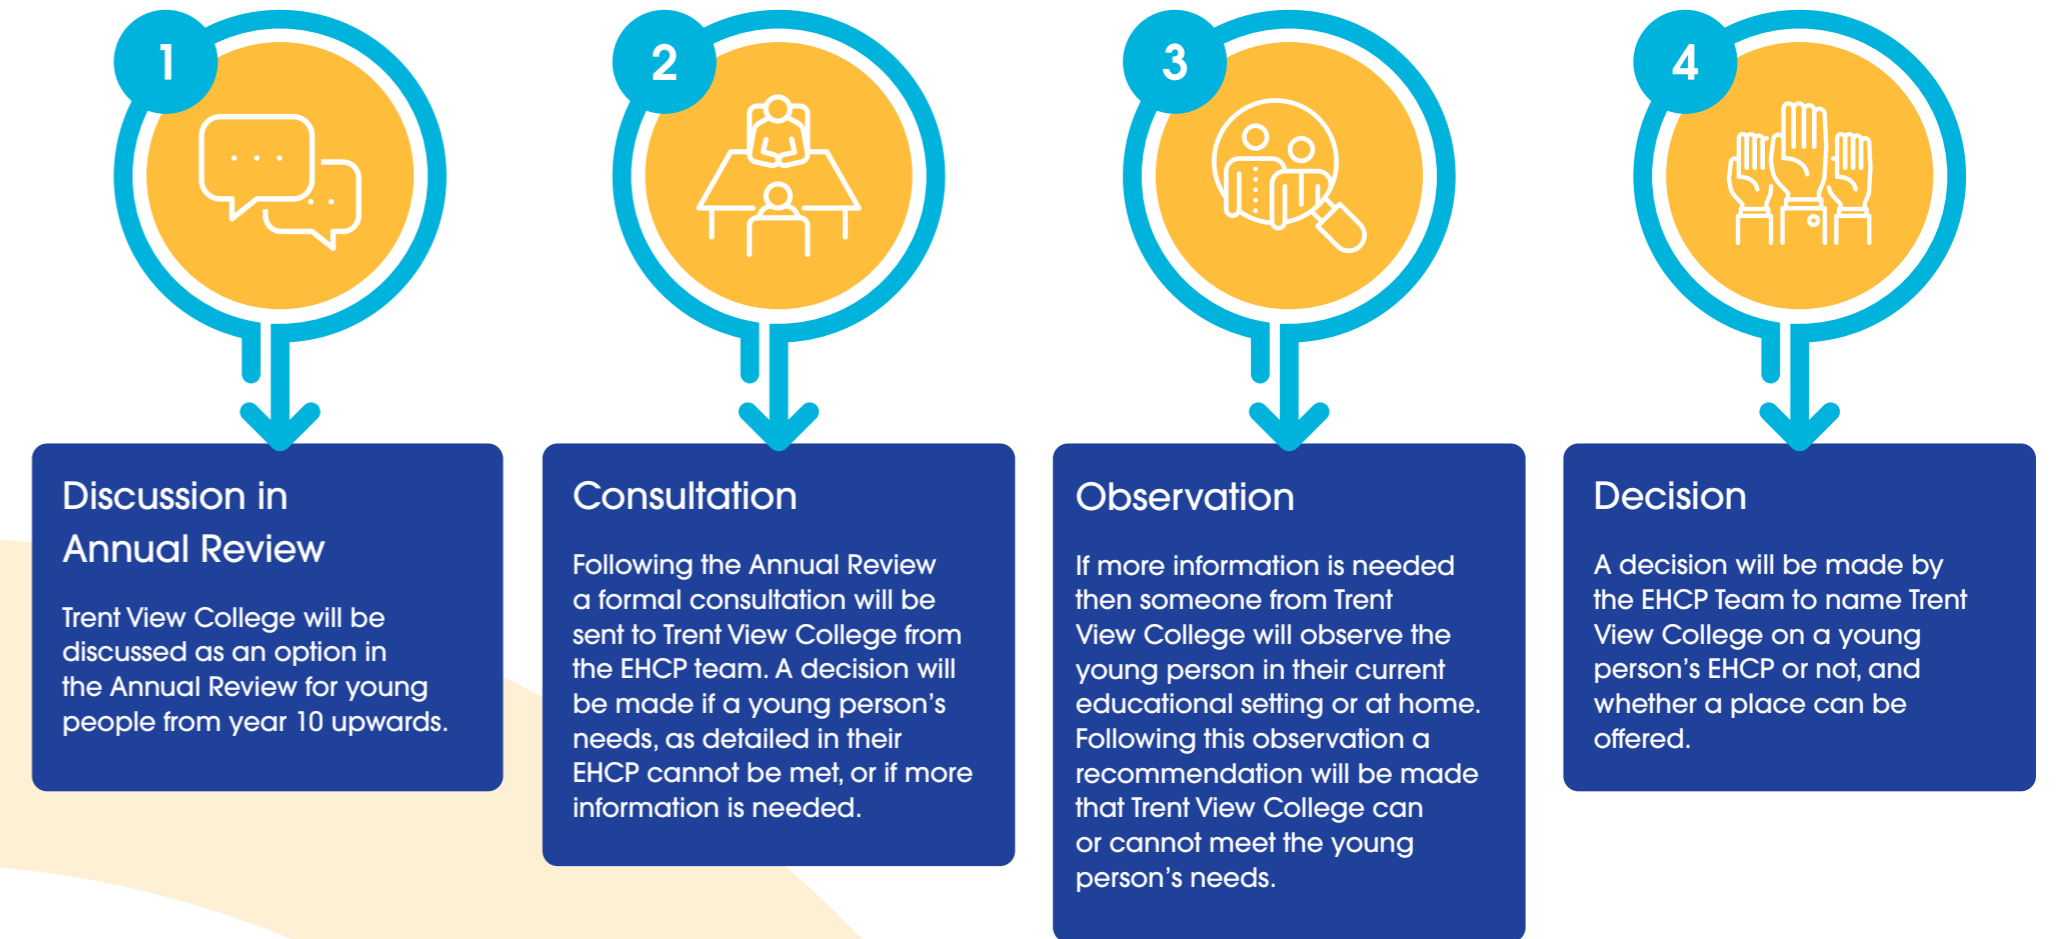 1
Discussion in
Annual Review
Trent View College will be
discussed as an option in
the Annual Review for young
people from year 10 upwards.
2
Consultation
Following the Annual Review
a formal consultation will be
sent to Trent View College from
the EHCP team. A decision will
be made if a young person's
needs, as detailed in their
EHCP cannot be met, or if more
information is needed.
3
Observation
If more information is needed
then someone from Trent
View College will observe the
young person in their current
educational setting or at home.
Following this observation a
recommendation will be made
that Trent View College can
or cannot meet the young
person's needs.
4
Decision
A decision will be made by
the EHCP Team to name Trent
View College on a young
person's EHCP or not, and
whether a place can be
offered.